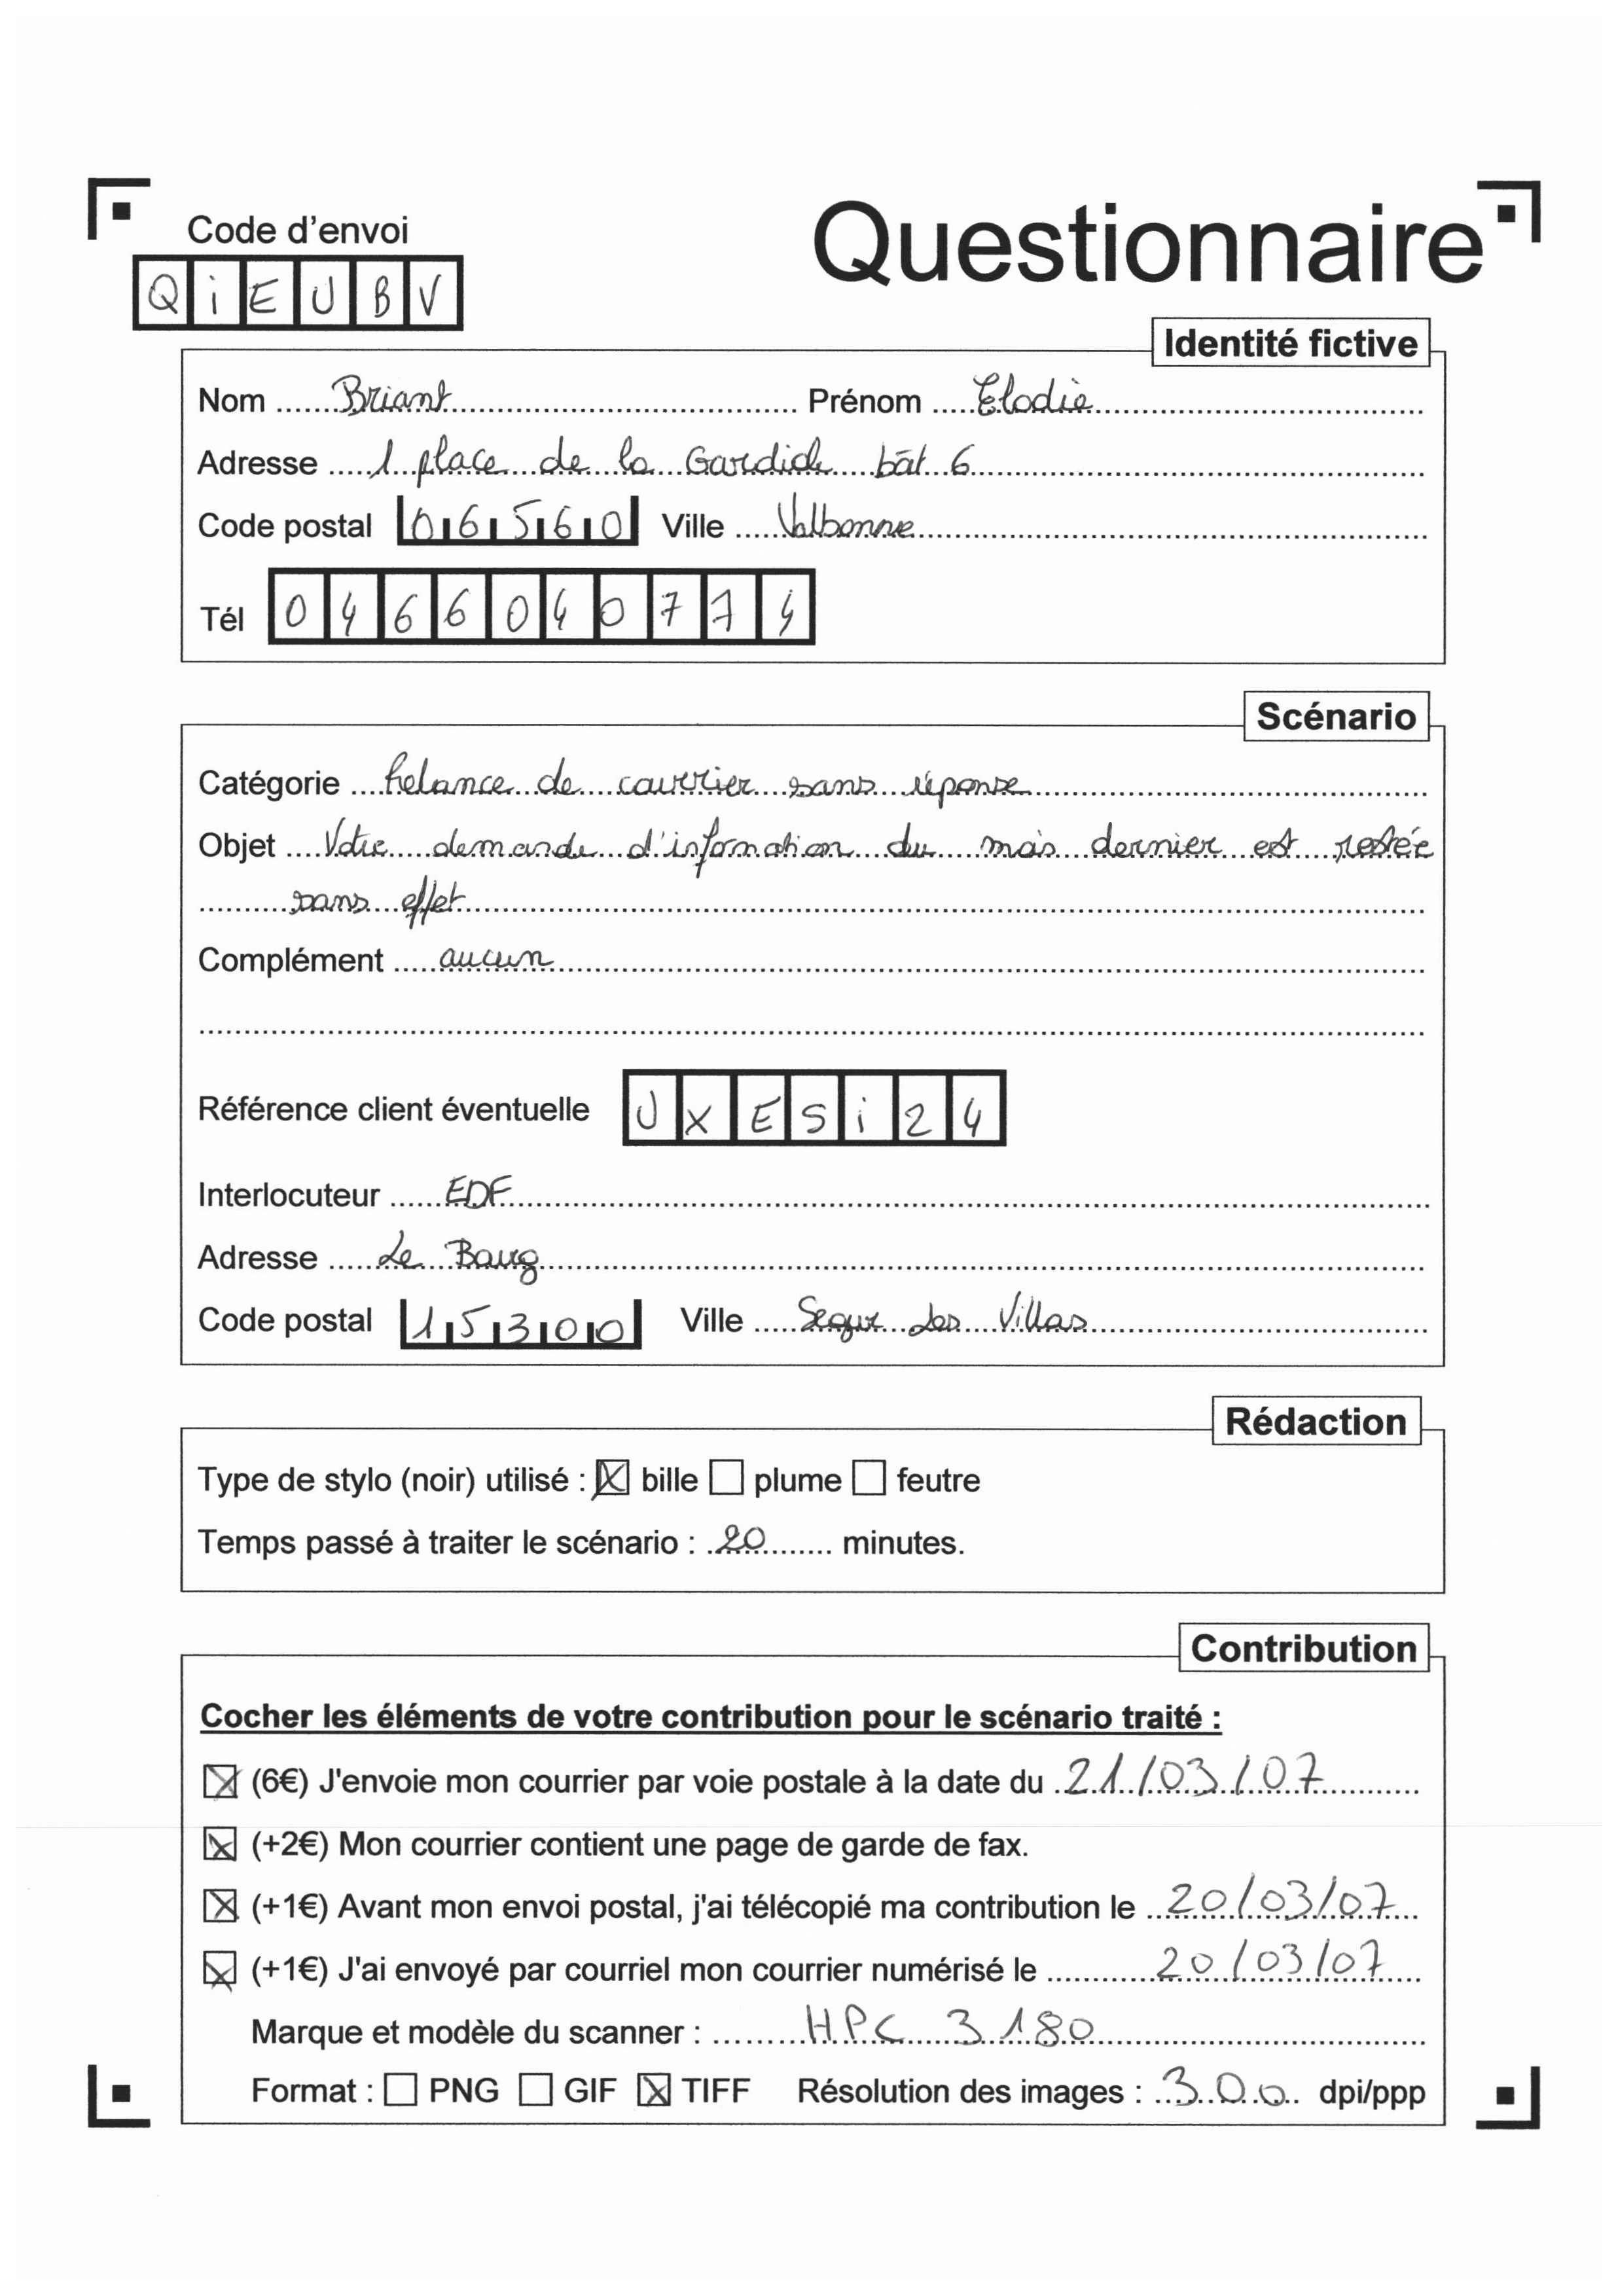 Code d'envoi
Questionnaire
QiEUBV
Identité fictive
Nom Briant Prénom Elodie
Adresse 1 place de la Gardide bât 6
Code postal 06560 Ville Valbonne
Tél 0466040774
Scénario
Catégorie Relance de courrier sans réponse
Objet Votre demande d'information du mois dernier est restée
sans effet
Complément aucun
Référence client éventuelle UXESi24
Interlocuteur EDF
Adresse Le Bourg
Code postal 15300 Ville Segur les Villas
Rédaction
Type de stylo (noir) utilisé : bille plume feutre
Temps passé à traiter le scénario : 20 minutes.
Contribution
Cocher les éléments de votre contribution pour le scénario traité :
(6€) J'envoie mon courrier par voie postale à la date du 21/03/07
(+2€) Mon courrier contient une page de garde de fax.
(+1€) Avant mon envoi postal, j'ai télécopié ma contribution le 20/03/07
(+1€) J'ai envoyé par courriel mon courrier numérisé le 20/03/07
Marque et modèle du scanner : HPC 3180
Format : PNG GIF TIFF Résolution des images : 300 dpi/ppp